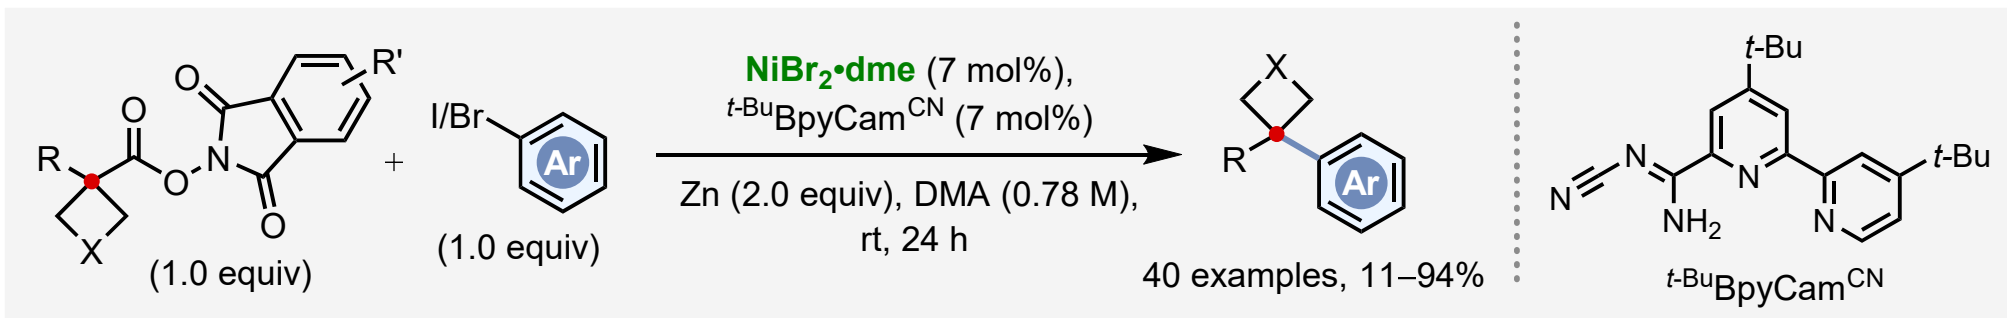 R
O
O
N
O
O
R'
X
(1.0 equiv)
+
I/Br
Ar
(1.0 equiv)
NiBr₂•dme (7 mol%),
ᵗ⁻ᴮᵘBpyCamᶜᴺ (7 mol%)
Zn (2.0 equiv), DMA (0.78 M),
rt, 24 h
X
R
Ar
40 examples, 11–94%
t-Bu
t-Bu
N
N
N
N
NH₂
ᵗ⁻ᴮᵘBpyCamᶜᴺ